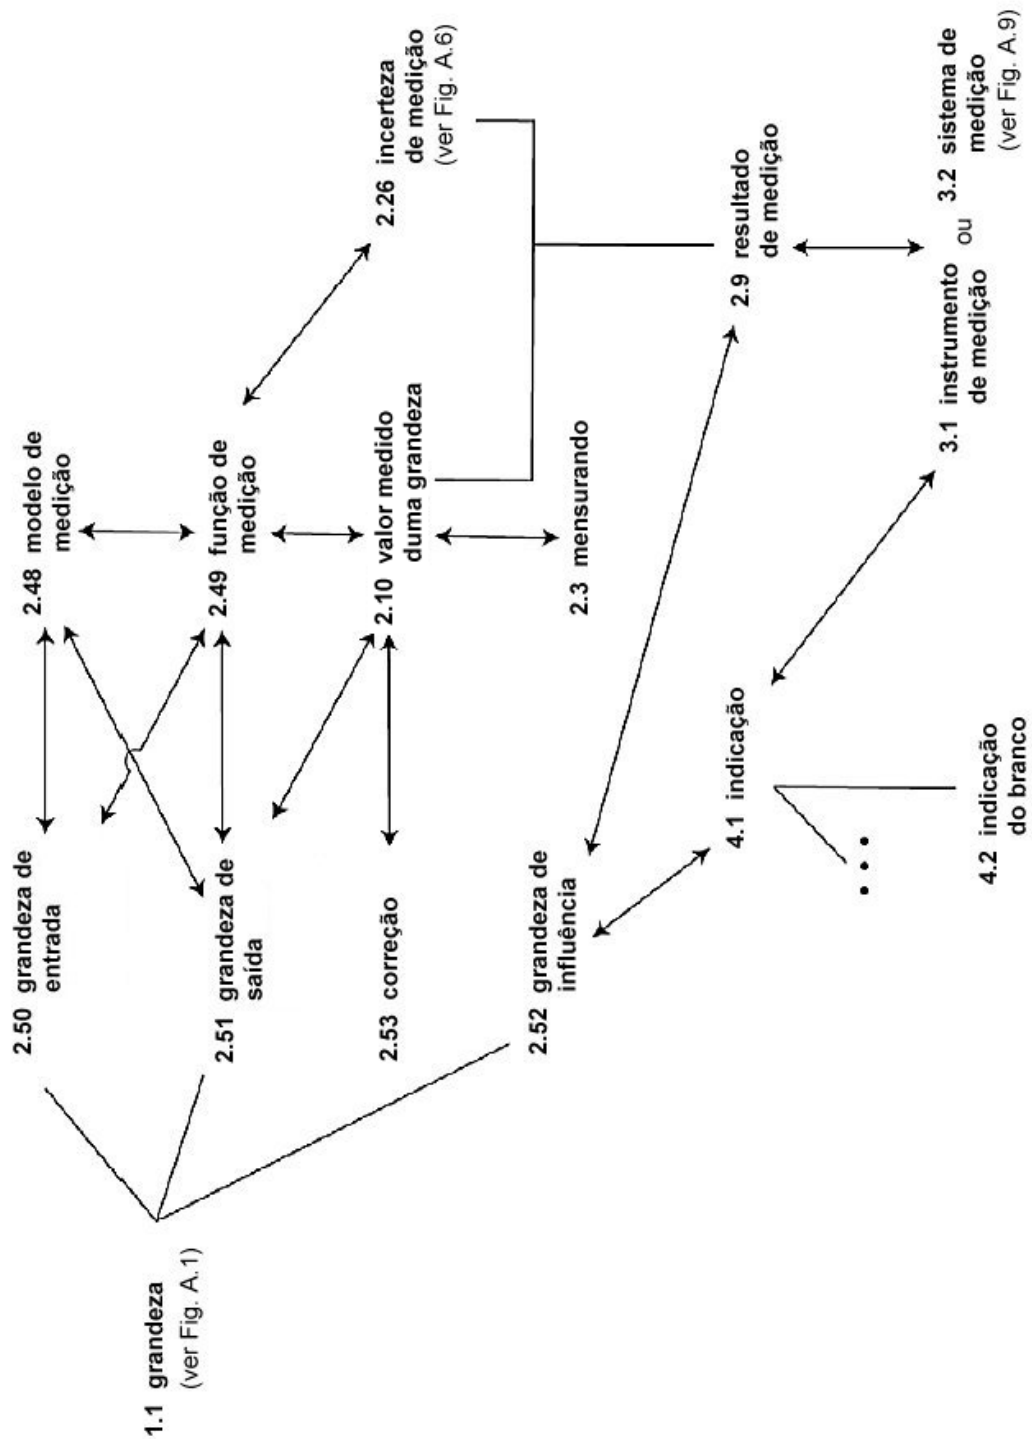 1.1 grandeza
(ver Fig. A.1)
2.50 grandeza de
entrada
2.51 grandeza de
saída
2.53 correção
2.52 grandeza de
influência
2.48 modelo de
medição
2.49 função de
medição
2.10 valor medido
duma grandeza
2.3 mensurando
2.26 incerteza
de medição
(ver Fig. A.6)
2.9 resultado
de medição
4.1 indicação
• • •
4.2 indicação
do branco
3.1 instrumento
de medição
ou
3.2 sistema de
medição
(ver Fig. A.9)